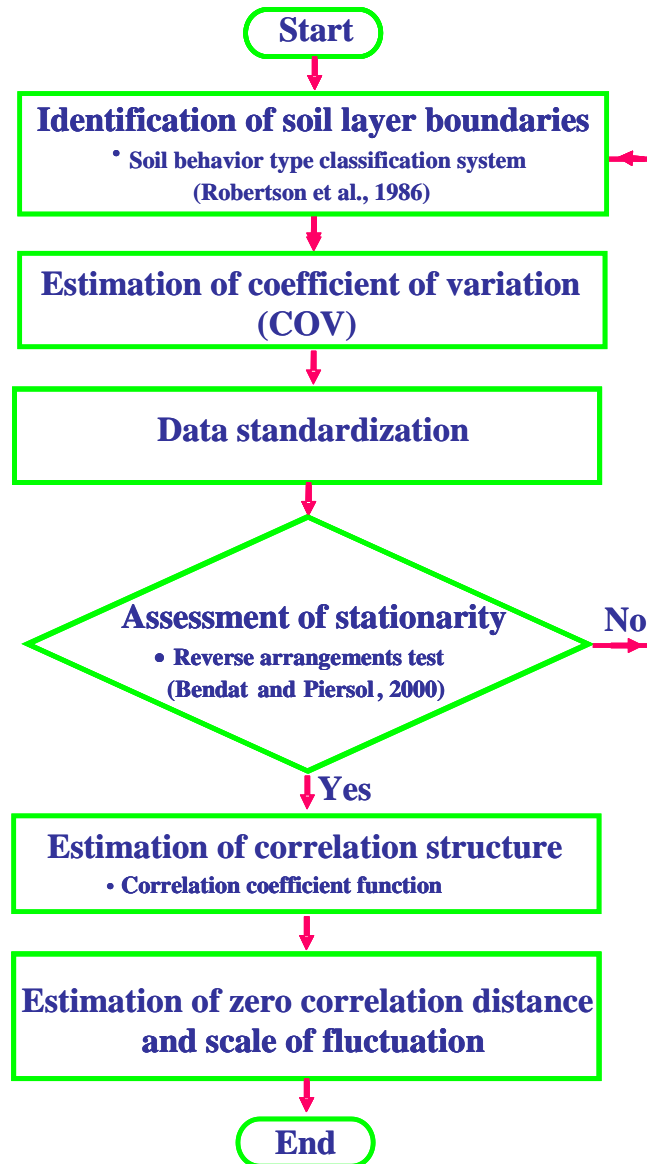 Start
Identification of soil layer boundaries
• Soil behavior type classification system
(Robertson et al., 1986)
Estimation of coefficient of variation
(COV)
Data standardization
Assessment of stationarity
• Reverse arrangements test
(Bendat and Piersol, 2000)
No
Yes
Estimation of correlation structure
• Correlation coefficient function
Estimation of zero correlation distance
and scale of fluctuation
End